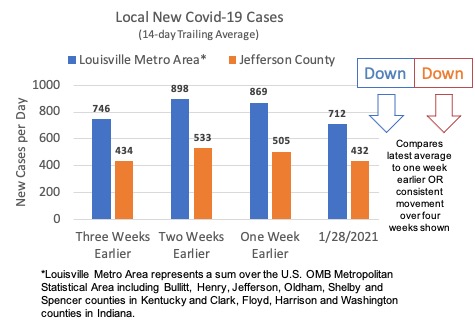 Local New Covid-19 Cases
(14-day Trailing Average)
Louisville Metro Area* Jefferson County
Down Down
1000
800
600
400
200
0
New Cases per Day
746 434
898 533
869 505
712 432
Three Weeks
Earlier
Two Weeks
Earlier
One Week
Earlier
1/28/2021
Compares
latest average
to one week
earlier OR
consistent
movement
over four
weeks shown
*Louisville Metro Area represents a sum over the U.S. OMB Metropolitan
Statistical Area including Bullitt, Henry, Jefferson, Oldham, Shelby and
Spencer counties in Kentucky and Clark, Floyd, Harrison and Washington
counties in Indiana.